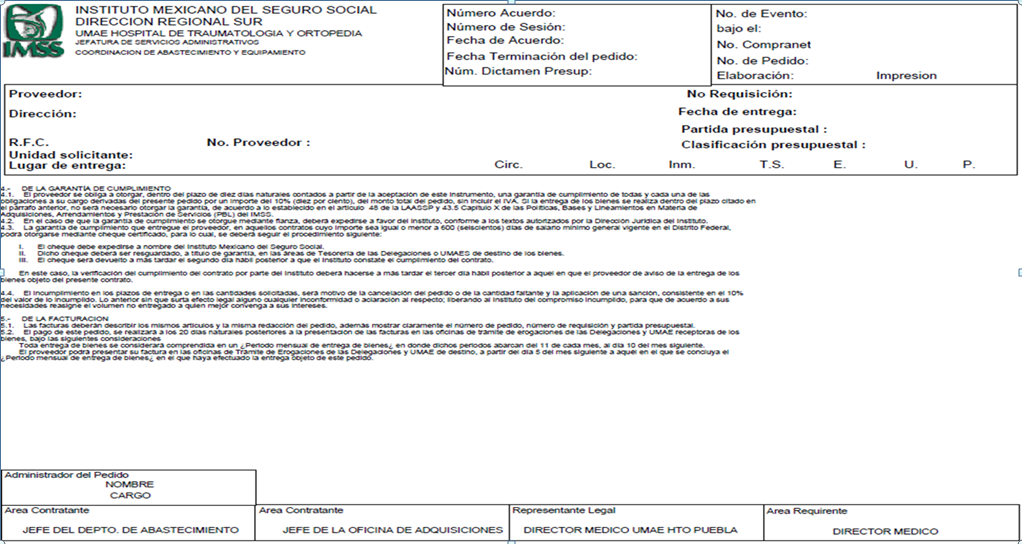 IMSS
INSTITUTO MEXICANO DEL SEGURO SOCIAL
DIRECCION REGIONAL SUR
UMAE HOSPITAL DE TRAUMATOLOGIA Y ORTOPEDIA
JEFATURA DE SERVICIOS ADMINISTRATIVOS
COORDINACION DE ABASTECIMIENTO Y EQUIPAMIENTO
Número Acuerdo:
Número de Sesión:
Fecha de Acuerdo:
Fecha Terminación del pedido:
Núm. Dictamen Presup:
No. de Evento:
bajo el:
No. Compranet
No. de Pedido:
Elaboración: Impresion
Proveedor: No Requisición:
Dirección: Fecha de entrega:
Partida presupuestal :
R.F.C. No. Proveedor : Clasificación presupuestal :
Unidad solicitante:
Lugar de entrega: Circ. Loc. Inm. T.S. E. U. P.
4.- DE LA GARANTÍA DE CUMPLIMIENTO
4.1. El proveedor se obliga a otorgar, dentro del plazo de diez días naturales contados a partir de la aceptación de este instrumento, una garantía de cumplimiento de todas y cada una de las
obligaciones a su cargo derivadas del presente pedido por un importe del 10% (diez por ciento), del monto total del pedido, sin incluir el IVA. Si la entrega de los bienes se realiza dentro del plazo citado en
el párrafo anterior, no será necesario otorgar la garantía, de acuerdo a lo establecido en el artículo 48 de la LAASSP y 43.5 Capítulo X de las Políticas, Bases y Lineamientos en Materia de
Adquisiciones, Arrendamientos y Prestación de Servicios (PBL) del IMSS.
4.2. En el caso de que la garantía de cumplimiento se otorgue mediante fianza, deberá expedirse a favor del Instituto, conforme a los textos autorizados por la Dirección Jurídica del Instituto.
4.3. La garantía de cumplimiento que entregue el proveedor, en aquellos contratos cuyo importe sea igual o menor a 600 (seiscientos) días de salario mínimo general vigente en el Distrito Federal,
podrá otorgarse mediante cheque certificado, para lo cual, se deberá seguir el procedimiento siguiente:
I. El cheque debe expedirse a nombre del Instituto Mexicano del Seguro Social.
II. Dicho cheque deberá ser resguardado, a título de garantía, en las áreas de Tesorería de las Delegaciones o UMAES de destino de los bienes.
III. El cheque será devuelto a más tardar el segundo día hábil posterior a que el Instituto constate el cumplimiento del contrato.
En este caso, la verificación del cumplimiento del contrato por parte del Instituto deberá hacerse a más tardar el tercer día hábil posterior a aquel en que el proveedor de aviso de la entrega de los
bienes objeto del presente contrato.
4.4. El incumplimiento en los plazos de entrega o en las cantidades solicitadas, será motivo de la cancelación del pedido o de la cantidad faltante y la aplicación de una sanción, consistente en el 10%
del valor de lo incumplido. Lo anterior sin que surta efecto legal alguno cualquier inconformidad o aclaración al respecto; liberando al Instituto del compromiso incumplido, para que de acuerdo a sus
necesidades reasigne el volumen no entregado a quien mejor convenga a sus intereses.
5.- DE LA FACTURACION
5.1. Las facturas deberán describir los mismos artículos y la misma redacción del pedido, además mostrar claramente el número de pedido, número de requisición y partida presupuestal.
5.2. El pago de este pedido, se realizará a los 20 días naturales posteriores a la presentación de las facturas en las oficinas de trámite de erogaciones de las Delegaciones y UMAE receptoras de los
bienes, bajo las siguientes consideraciones
Toda entrega de bienes se considerará comprendida en un ¿Periodo mensual de entrega de bienes¿ en donde dichos periodos abarcan del 11 de cada mes, al día 10 del mes siguiente.
El proveedor podrá presentar su factura en las oficinas de Trámite de Erogaciones de las Delegaciones y UMAE de destino, a partir del día 5 del mes siguiente a aquél en el que se concluya el
¿Periodo mensual de entrega de bienes¿ en el que haya efectuado la entrega objeto de este pedido.
Administrador del Pedido
NOMBRE
CARGO
Area Contratante
JEFE DEL DEPTO. DE ABASTECIMIENTO
Area Contratante
JEFE DE LA OFICINA DE ADQUISICIONES
Representante Legal
DIRECTOR MEDICO UMAE HTO PUEBLA
Area Requirente
DIRECTOR MEDICO